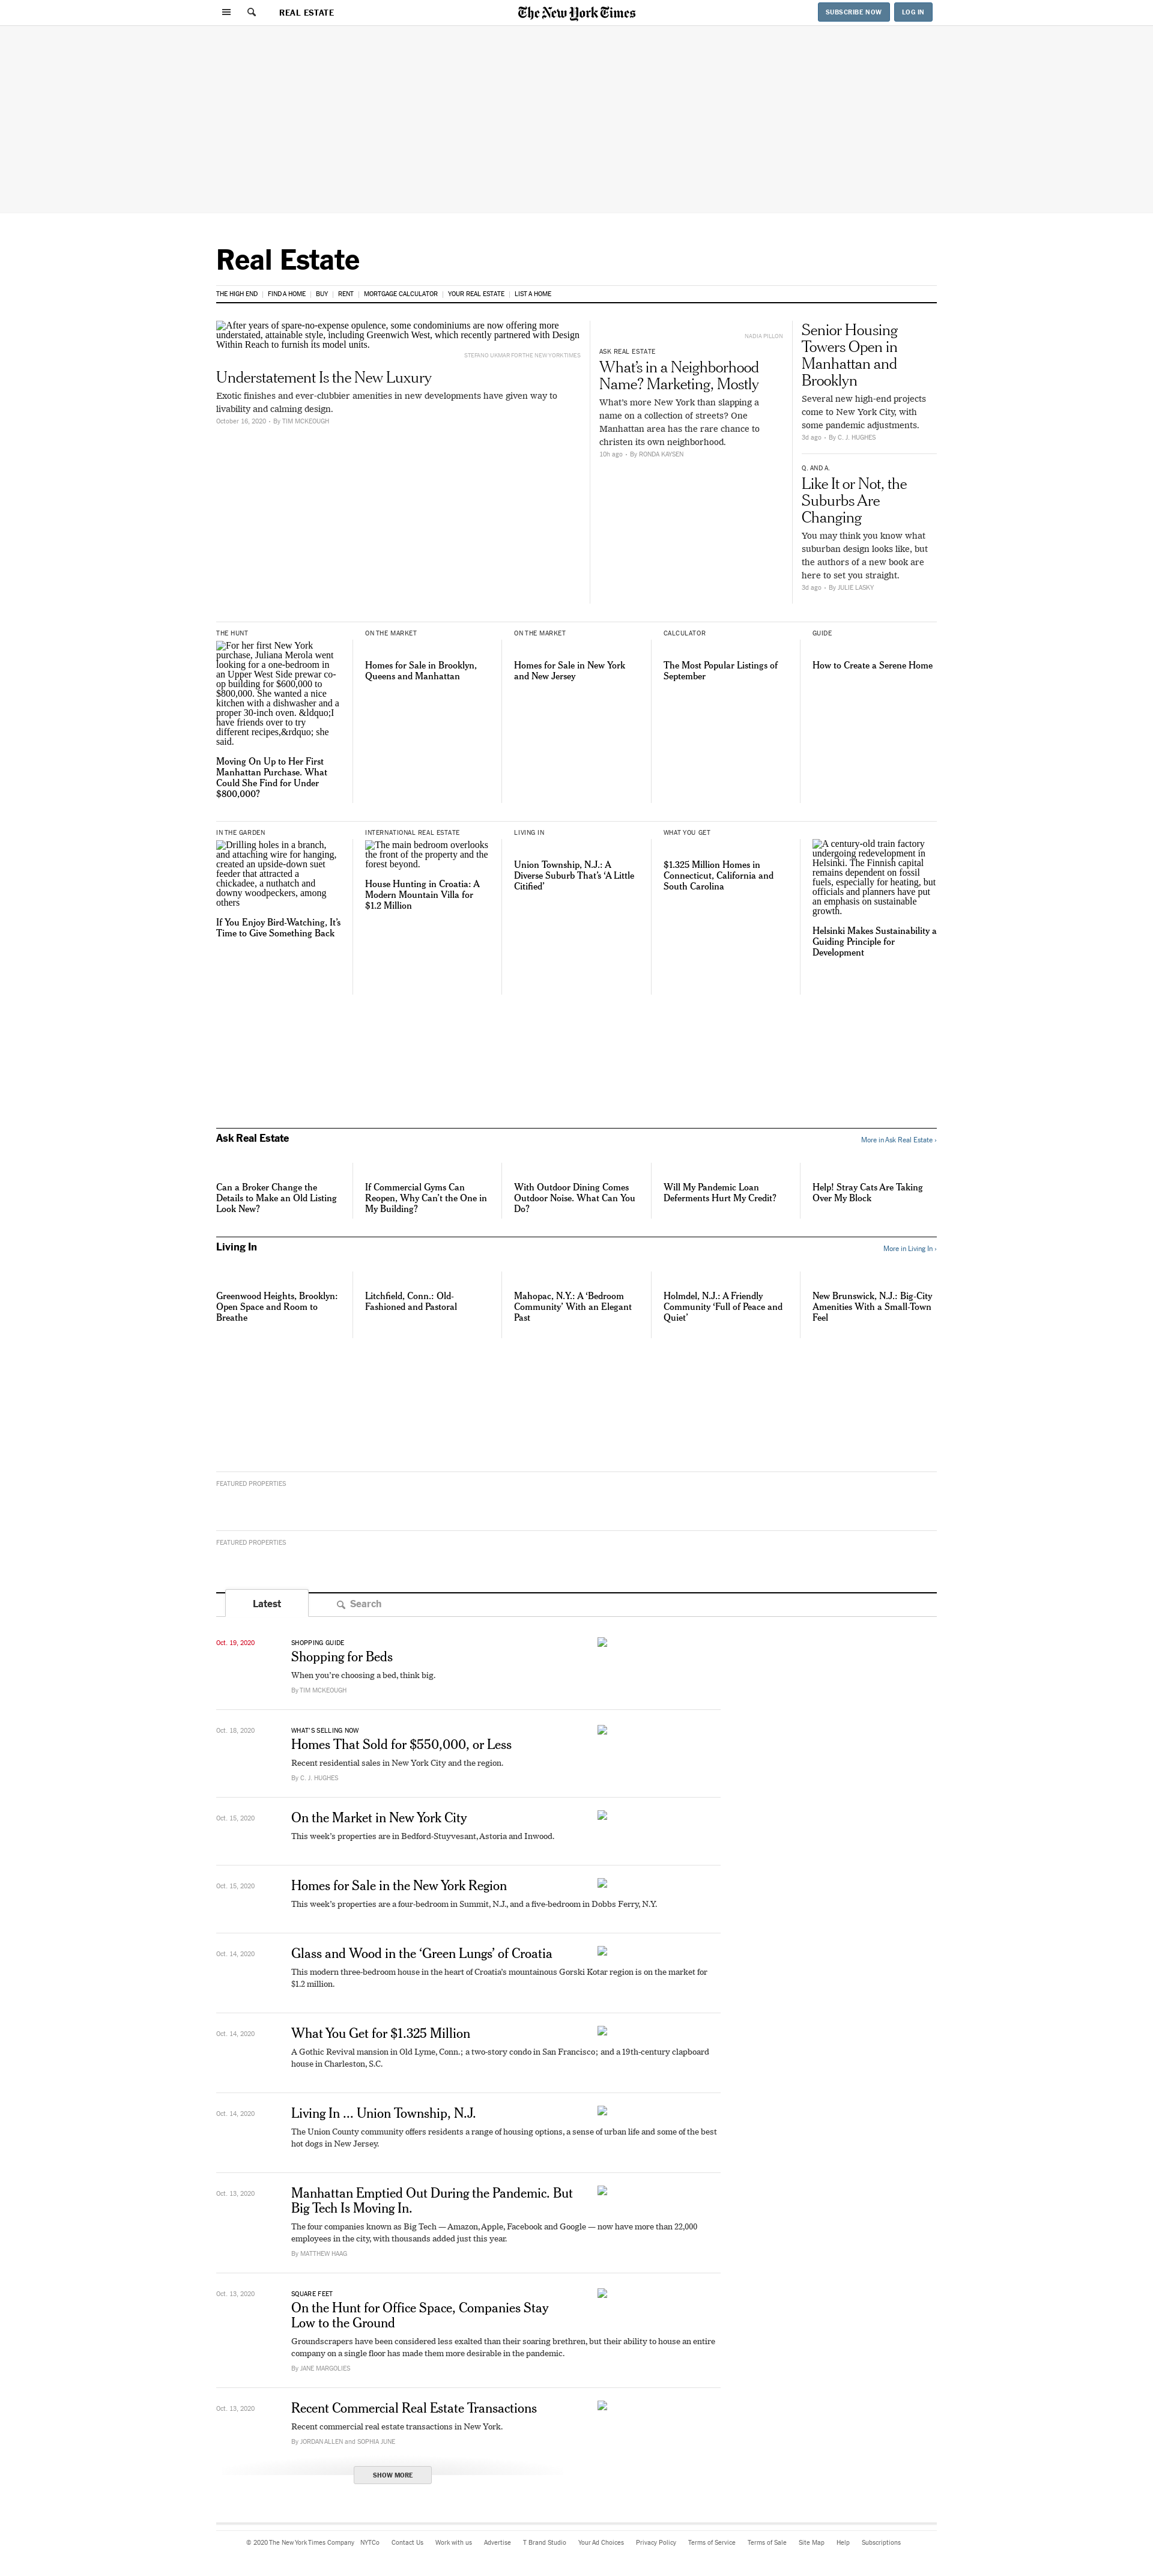 REAL ESTATE
The New York Times
SUBSCRIBE NOW
LOG IN
Real Estate
THE HIGH END | FIND A HOME | BUY | RENT | MORTGAGE CALCULATOR | YOUR REAL ESTATE | LIST A HOME
After years of spare-no-expense opulence, some condominiums are now offering more
understated, attainable style, including Greenwich West, which recently partnered with Design
Within Reach to furnish its model units.
STEFANO UKMAR FOR THE NEW YORK TIMES
Understatement Is the New Luxury
Exotic finishes and ever-clubbier amenities in new developments have given way to
livability and calming design.
October 16, 2020 • By TIM MCKEOUGH
NADIA PILLON
ASK REAL ESTATE
What's in a Neighborhood
Name? Marketing, Mostly
What's more New York than slapping a
name on a collection of streets? One
Manhattan area has the rare chance to
christen its own neighborhood.
10h ago • By RONDA KAYSEN
Senior Housing
Towers Open in
Manhattan and
Brooklyn
Several new high-end projects
come to New York City, with
some pandemic adjustments.
3d ago • By C. J. HUGHES
Q. AND A.
Like It or Not, the
Suburbs Are
Changing
You may think you know what
suburban design looks like, but
the authors of a new book are
here to set you straight.
3d ago • By JULIE LASKY
THE HUNT
For her first New York
purchase, Juliana Merola went
looking for a one-bedroom in
an Upper West Side prewar co-
op building for $600,000 to
$800,000. She wanted a nice
kitchen with a dishwasher and a
proper 30-inch oven. &ldquo;I
have friends over to try
different recipes,&rdquo; she
said.
Moving On Up to Her First
Manhattan Purchase. What
Could She Find for Under
$800,000?
ON THE MARKET
Homes for Sale in Brooklyn,
Queens and Manhattan
ON THE MARKET
Homes for Sale in New York
and New Jersey
CALCULATOR
The Most Popular Listings of
September
GUIDE
How to Create a Serene Home
IN THE GARDEN
Drilling holes in a branch,
and attaching wire for hanging,
created an upside-down suet
feeder that attracted a
chickadee, a nuthatch and
downy woodpeckers, among
others
If You Enjoy Bird-Watching, It's
Time to Give Something Back
INTERNATIONAL REAL ESTATE
The main bedroom overlooks
the front of the property and the
forest beyond.
House Hunting in Croatia: A
Modern Mountain Villa for
$1.2 Million
LIVING IN
Union Township, N.J.: A
Diverse Suburb That's 'A Little
Citified'
WHAT YOU GET
$1.325 Million Homes in
Connecticut, California and
South Carolina
A century-old train factory
undergoing redevelopment in
Helsinki. The Finnish capital
remains dependent on fossil
fuels, especially for heating, but
officials and planners have put
an emphasis on sustainable
growth.
Helsinki Makes Sustainability a
Guiding Principle for
Development
Ask Real Estate
More in Ask Real Estate ›
Can a Broker Change the
Details to Make an Old Listing
Look New?
If Commercial Gyms Can
Reopen, Why Can't the One in
My Building?
With Outdoor Dining Comes
Outdoor Noise. What Can You
Do?
Will My Pandemic Loan
Deferments Hurt My Credit?
Help! Stray Cats Are Taking
Over My Block
Living In
More in Living In ›
Greenwood Heights, Brooklyn:
Open Space and Room to
Breathe
Litchfield, Conn.: Old-
Fashioned and Pastoral
Mahopac, N.Y.: A 'Bedroom
Community' With an Elegant
Past
Holmdel, N.J.: A Friendly
Community 'Full of Peace and
Quiet'
New Brunswick, N.J.: Big-City
Amenities With a Small-Town
Feel
FEATURED PROPERTIES
FEATURED PROPERTIES
Latest
Search
Oct. 19, 2020
SHOPPING GUIDE
Shopping for Beds
When you're choosing a bed, think big.
By TIM MCKEOUGH
Oct. 18, 2020
WHAT'S SELLING NOW
Homes That Sold for $550,000, or Less
Recent residential sales in New York City and the region.
By C. J. HUGHES
Oct. 15, 2020
On the Market in New York City
This week's properties are in Bedford-Stuyvesant, Astoria and Inwood.
Oct. 15, 2020
Homes for Sale in the New York Region
This week's properties are a four-bedroom in Summit, N.J., and a five-bedroom in Dobbs Ferry, N.Y.
Oct. 14, 2020
Glass and Wood in the 'Green Lungs' of Croatia
This modern three-bedroom house in the heart of Croatia's mountainous Gorski Kotar region is on the market for
$1.2 million.
Oct. 14, 2020
What You Get for $1.325 Million
A Gothic Revival mansion in Old Lyme, Conn.; a two-story condo in San Francisco; and a 19th-century clapboard
house in Charleston, S.C.
Oct. 14, 2020
Living In ... Union Township, N.J.
The Union County community offers residents a range of housing options, a sense of urban life and some of the best
hot dogs in New Jersey.
Oct. 13, 2020
Manhattan Emptied Out During the Pandemic. But
Big Tech Is Moving In.
The four companies known as Big Tech — Amazon, Apple, Facebook and Google — now have more than 22,000
employees in the city, with thousands added just this year.
By MATTHEW HAAG
Oct. 13, 2020
SQUARE FEET
On the Hunt for Office Space, Companies Stay
Low to the Ground
Groundscrapers have been considered less exalted than their soaring brethren, but their ability to house an entire
company on a single floor has made them more desirable in the pandemic.
By JANE MARGOLIES
Oct. 13, 2020
Recent Commercial Real Estate Transactions
Recent commercial real estate transactions in New York.
By JORDAN ALLEN and SOPHIA JUNE
SHOW MORE
© 2020 The New York Times Company NYTCo Contact Us Work with us Advertise T Brand Studio Your Ad Choices Privacy Policy Terms of Service Terms of Sale Site Map Help Subscriptions